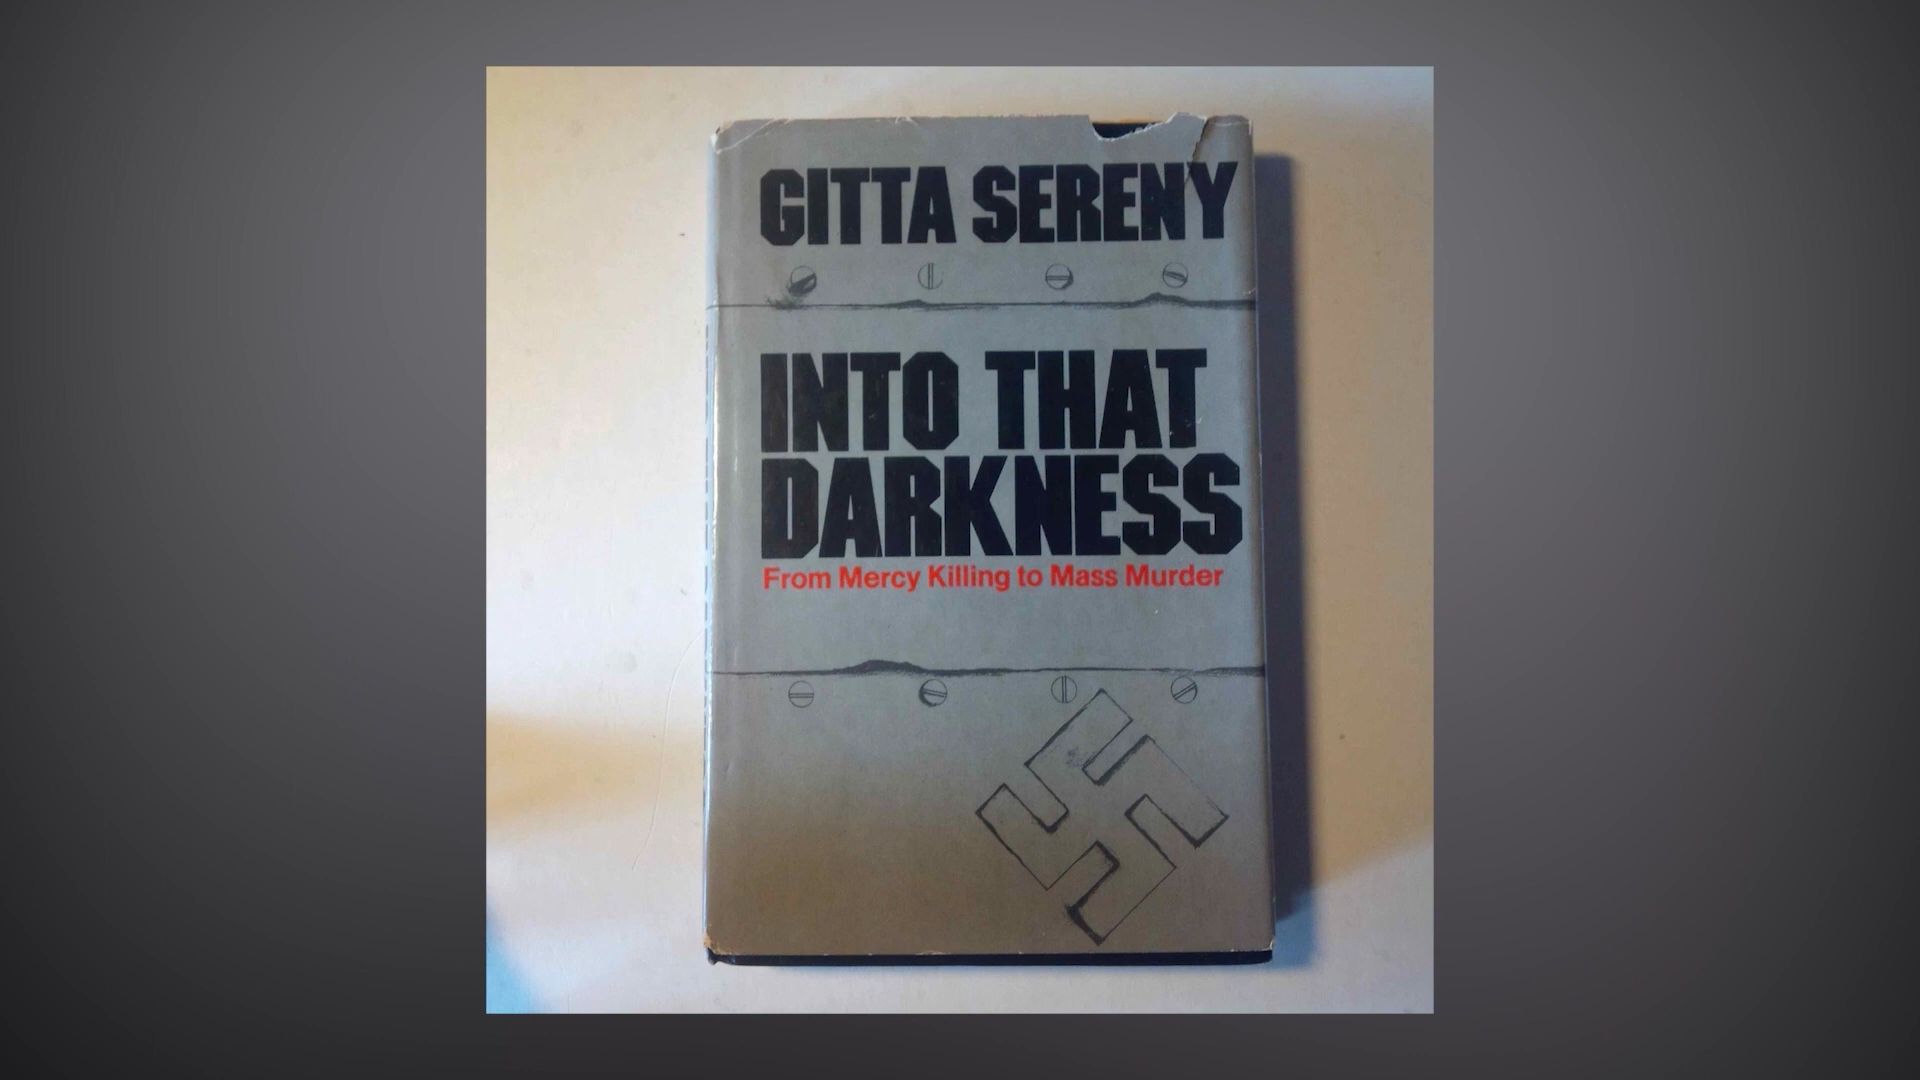 GITTA SERENY
INTO THAT
DARKNESS
From Mercy Killing to Mass Murder